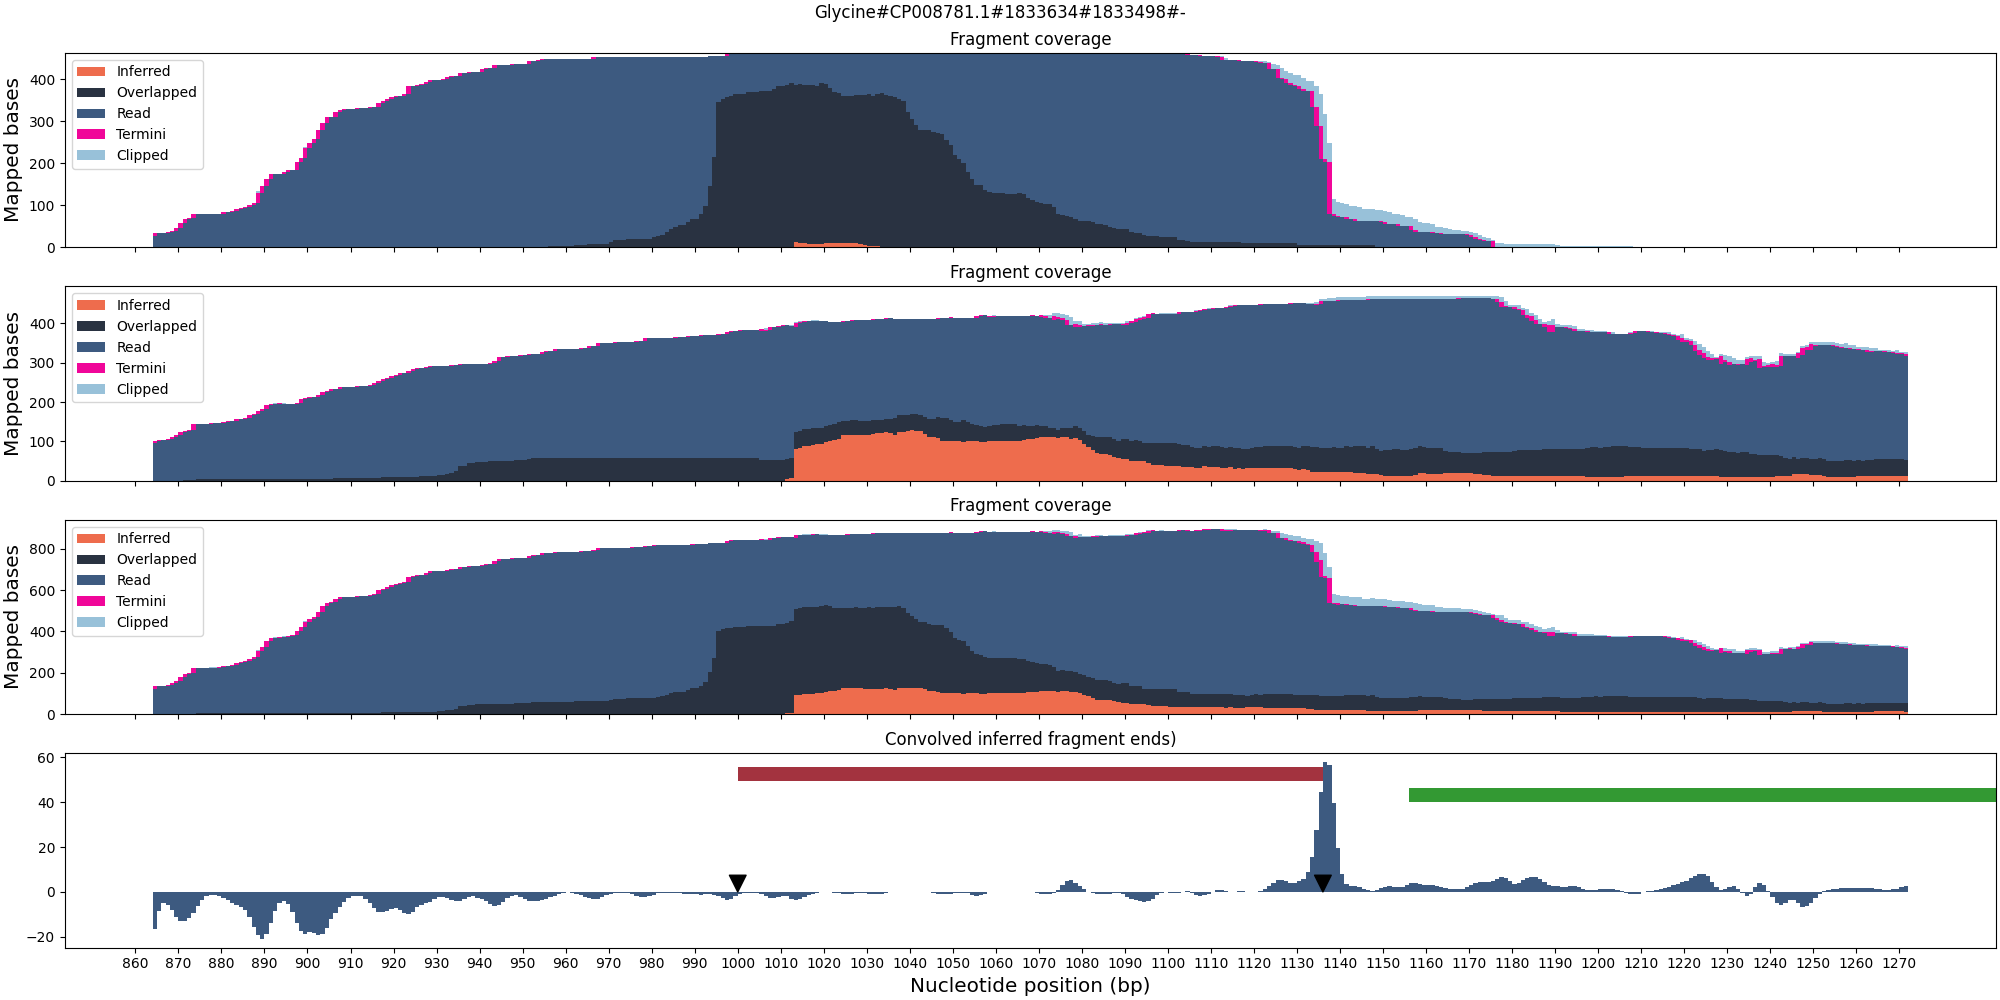 Glycine#CP008781.1#1833634#1833498#-
Fragment coverage
Mapped bases
400
300
200
100
0
Inferred
Overlapped
Read
Termini
Clipped
Fragment coverage
Mapped bases
400
300
200
100
0
Inferred
Overlapped
Read
Termini
Clipped
Fragment coverage
Mapped bases
800
600
400
200
0
Inferred
Overlapped
Read
Termini
Clipped
Convolved inferred fragment ends)
60
40
20
0
−20
860 870 880 890 900 910 920 930 940 950 960 970 980 990 1000 1010 1020 1030 1040 1050 1060 1070 1080 1090 1100 1110 1120 1130 1140 1150 1160 1170 1180 1190 1200 1210 1220 1230 1240 1250 1260 1270
Nucleotide position (bp)